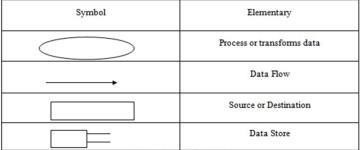 Symbol Elementary
Process or transforms data
Data Flow
Source or Destination
Data Store